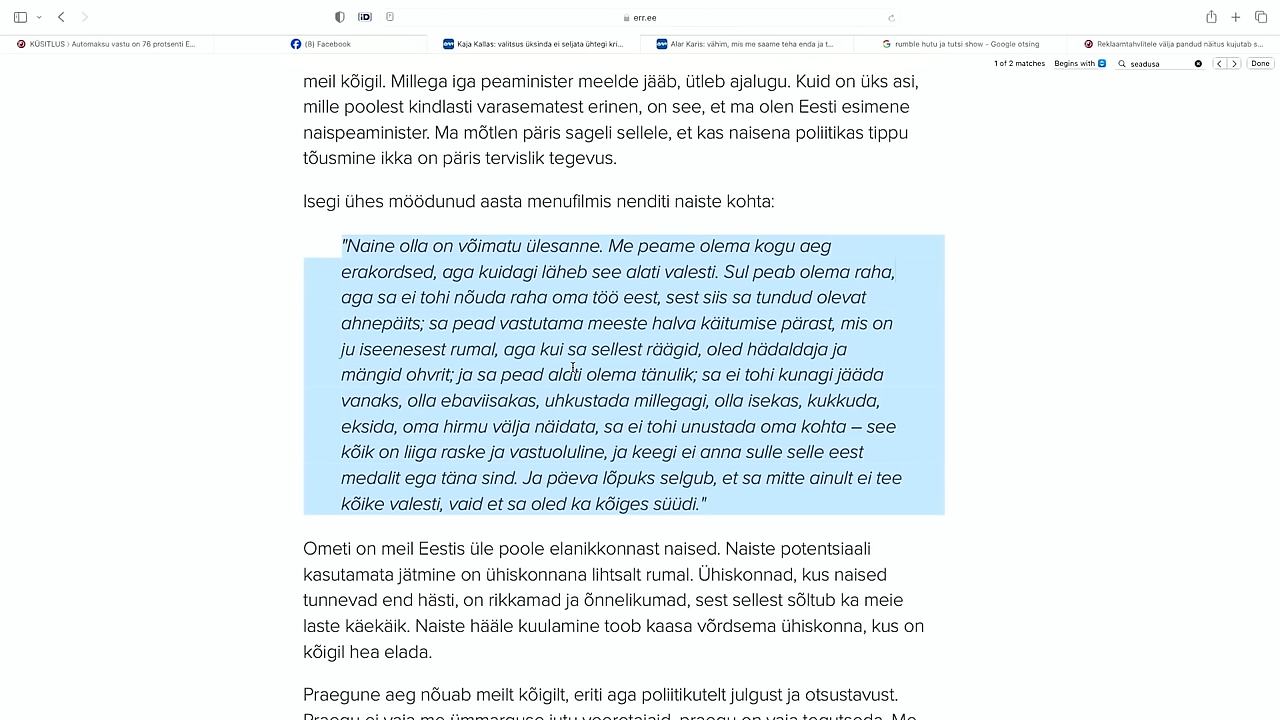 err.ee
KÜSITLUS ⟩ Automaksu vastu on 76 protsenti E...
(8) Facebook
Kaja Kallas: valitsus üksinda ei seljata ühtegi kri...
Alar Karis: vähim, mis me saame teha enda ja t...
rumble hutu ja tutsi show - Google otsing
Reklaamtahvlitele välja pandud näitus kujutab s...
1 of 2 matches Begins with seadusa Done
meil kõigil. Millega iga peaminister meelde jääb, ütleb ajalugu. Kuid on üks asi,
mille poolest kindlasti varasematest erinen, on see, et ma olen Eesti esimene
naispeaminister. Ma mõtlen päris sageli sellele, et kas naisena poliitikas tippu
tõusmine ikka on päris tervislik tegevus.
Isegi ühes möödunud aasta menufilmis nenditi naiste kohta:
"Naine olla on võimatu ülesanne. Me peame olema kogu aeg
erakordsed, aga kuidagi läheb see alati valesti. Sul peab olema raha,
aga sa ei tohi nõuda raha oma töö eest, sest siis sa tundud olevat
ahnepäits; sa pead vastutama meeste halva käitumise pärast, mis on
ju iseenesest rumal, aga kui sa sellest räägid, oled hädaldaja ja
mängid ohvrit; ja sa pead alati olema tänulik; sa ei tohi kunagi jääda
vanaks, olla ebaviisakas, uhkustada millegagi, olla isekas, kukkuda,
eksida, oma hirmu välja näidata, sa ei tohi unustada oma kohta – see
kõik on liiga raske ja vastuoluline, ja keegi ei anna sulle selle eest
medalit ega täna sind. Ja päeva lõpuks selgub, et sa mitte ainult ei tee
kõike valesti, vaid et sa oled ka kõiges süüdi."
Ometi on meil Eestis üle poole elanikkonnast naised. Naiste potentsiaali
kasutamata jätmine on ühiskonnana lihtsalt rumal. Ühiskonnad, kus naised
tunnevad end hästi, on rikkamad ja õnnelikumad, sest sellest sõltub ka meie
laste käekäik. Naiste hääle kuulamine toob kaasa võrdsema ühiskonna, kus on
kõigil hea elada.
Praegune aeg nõuab meilt kõigilt, eriti aga poliitikutelt julgust ja otsustavust.
Praegu ei vaja me ümmarguse jutu veeretajaid, praegu on vaja tegutseda. Me